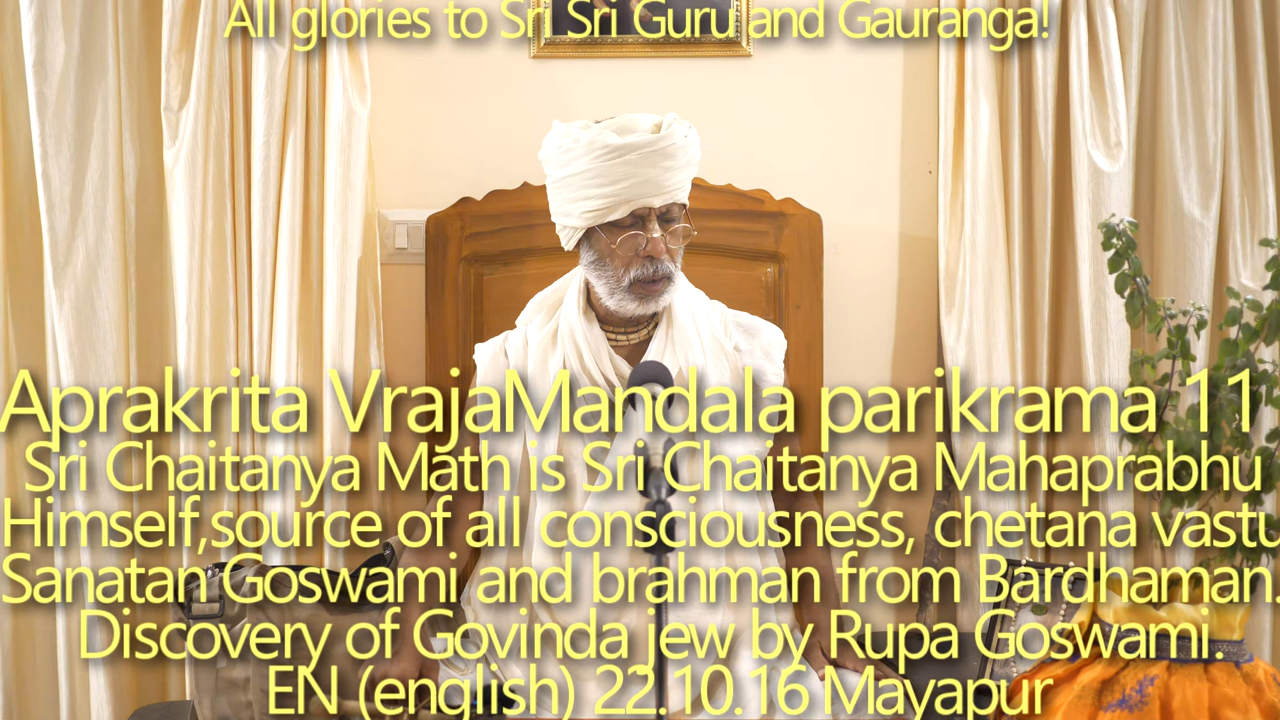 All glories to Sri Sri Guru and Gauranga!
Aprakrita VrajaMandala parikrama 11
Sri Chaitanya Math is Sri Chaitanya Mahaprabhu
Himself,source of all consciousness, chetana vastu
Sanatan Goswami and brahman from Bardhaman.
Discovery of Govinda jew by Rupa Goswami.
EN (english) 22.10.16 Mayapur